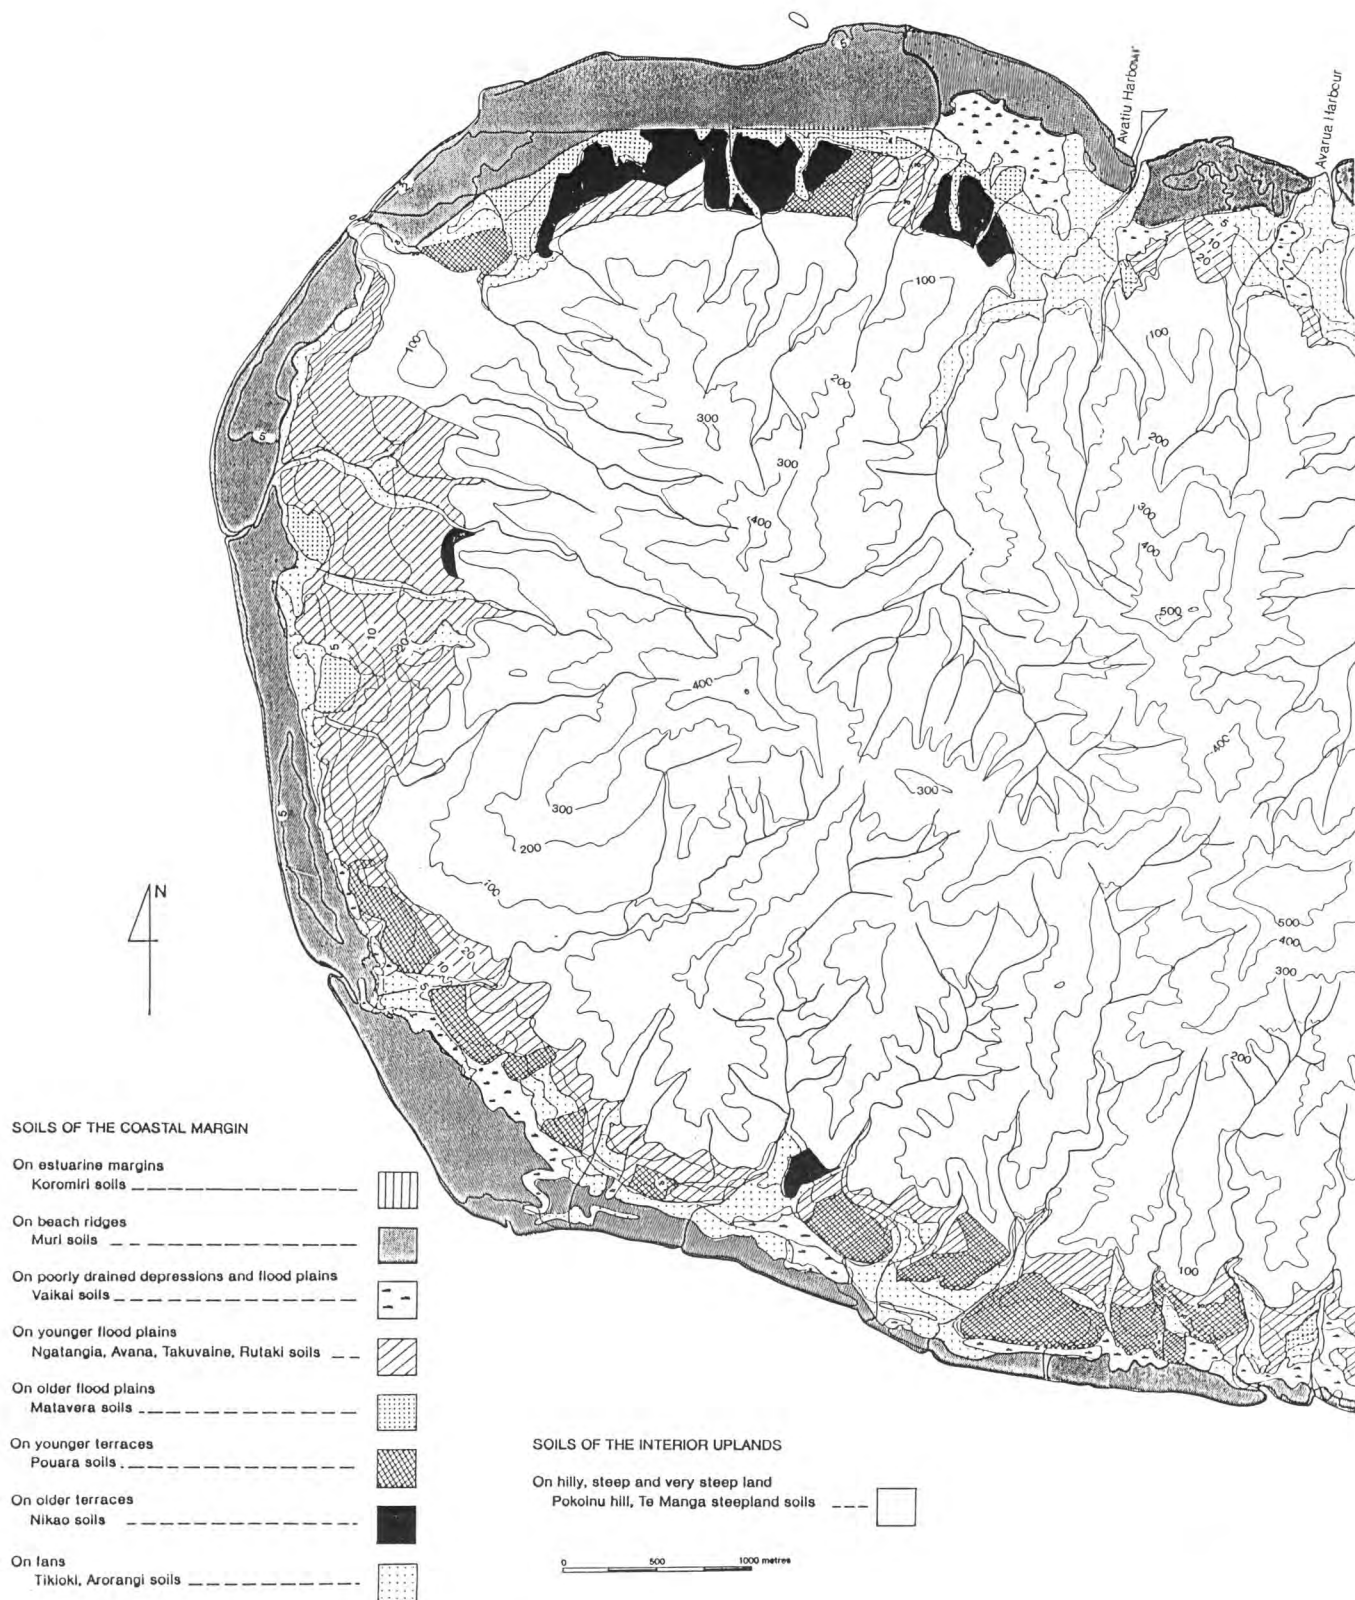 5
Avatiu Harbour
Avarua Harbour
5
5
10
20
100
100
100
200
200
300
300
300
400
400
5
500
10
5
20
400
400
300
300
5
200
100
N
500
400
20
10
5
300
200
100
SOILS OF THE COASTAL MARGIN
On estuarine margins
Koromiri soils
On beach ridges
Muri soils
On poorly drained depressions and flood plains
Vaikai soils
On younger flood plains
Ngatangia, Avana, Takuvaine, Rutaki soils
On older flood plains
Matavera soils
On younger terraces
Pouara soils
On older terraces
Nikao soils
On fans
Tikioki, Arorangi soils
SOILS OF THE INTERIOR UPLANDS
On hilly, steep and very steep land
Pokoinu hill, Te Manga steepland soils
0 500 1000 metres